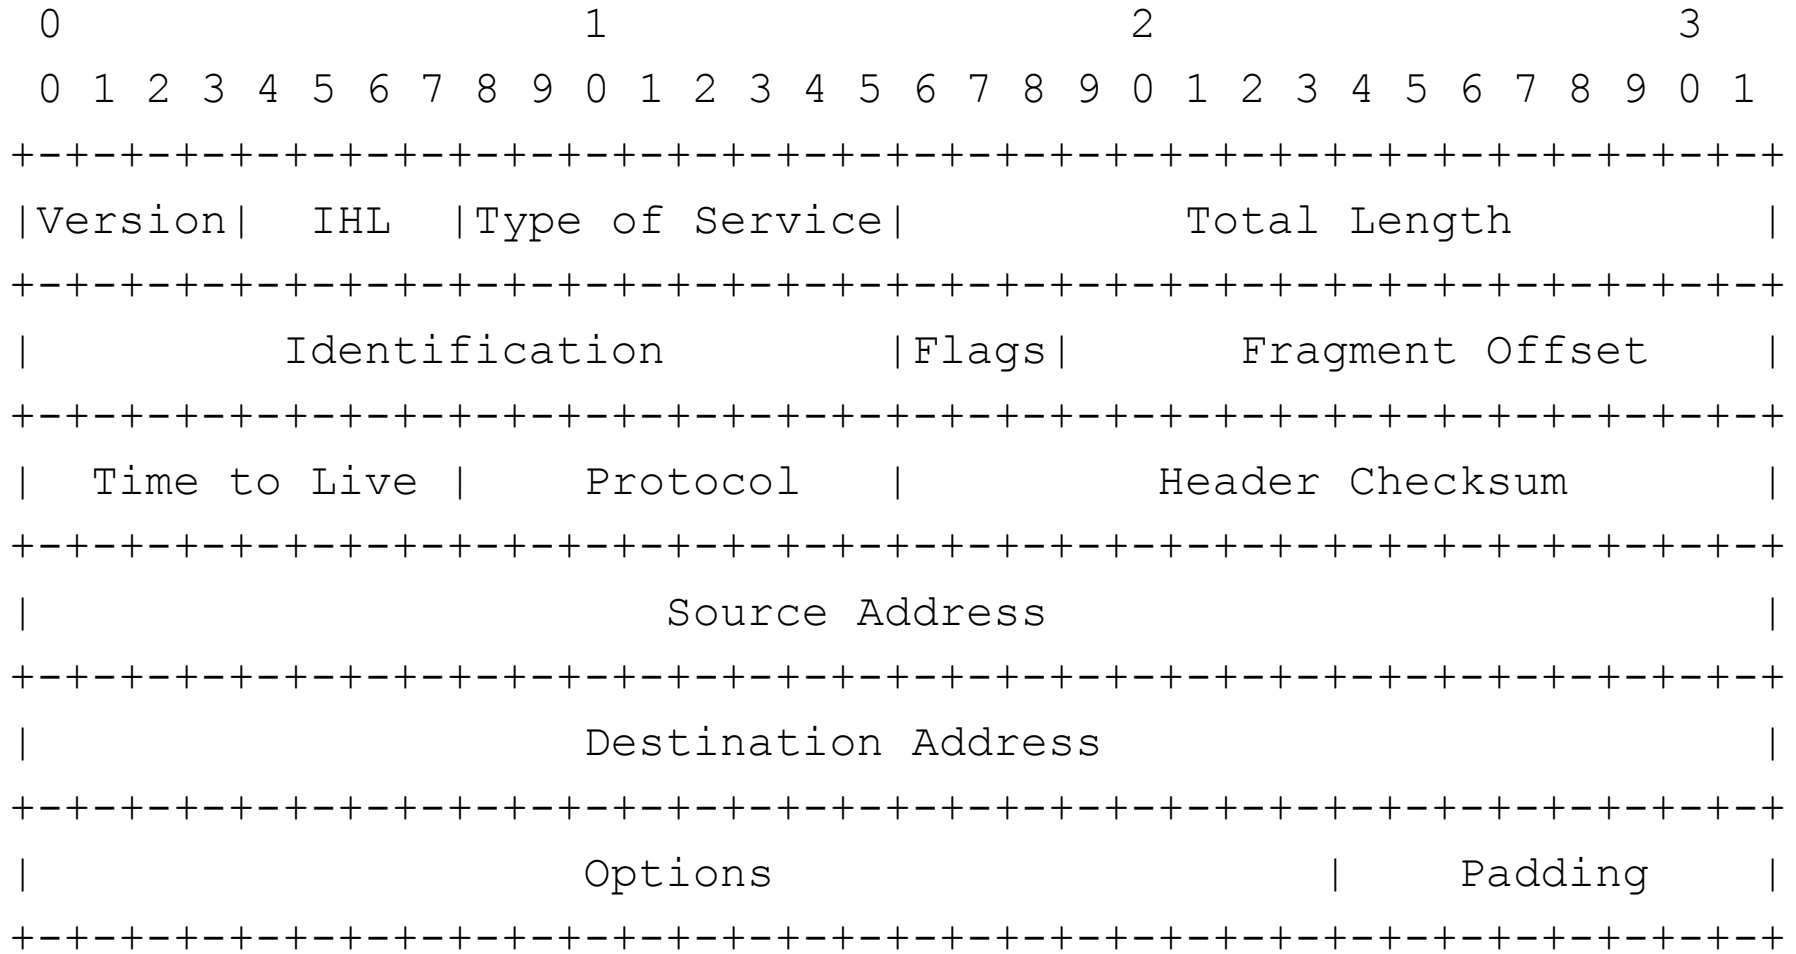 0                   1                   2                   3
 0 1 2 3 4 5 6 7 8 9 0 1 2 3 4 5 6 7 8 9 0 1 2 3 4 5 6 7 8 9 0 1
+-+-+-+-+-+-+-+-+-+-+-+-+-+-+-+-+-+-+-+-+-+-+-+-+-+-+-+-+-+-+-+-+
|Version|  IHL  |Type of Service|          Total Length         |
+-+-+-+-+-+-+-+-+-+-+-+-+-+-+-+-+-+-+-+-+-+-+-+-+-+-+-+-+-+-+-+-+
|         Identification        |Flags|      Fragment Offset    |
+-+-+-+-+-+-+-+-+-+-+-+-+-+-+-+-+-+-+-+-+-+-+-+-+-+-+-+-+-+-+-+-+
|  Time to Live |    Protocol   |         Header Checksum       |
+-+-+-+-+-+-+-+-+-+-+-+-+-+-+-+-+-+-+-+-+-+-+-+-+-+-+-+-+-+-+-+-+
|                       Source Address                          |
+-+-+-+-+-+-+-+-+-+-+-+-+-+-+-+-+-+-+-+-+-+-+-+-+-+-+-+-+-+-+-+-+
|                    Destination Address                        |
+-+-+-+-+-+-+-+-+-+-+-+-+-+-+-+-+-+-+-+-+-+-+-+-+-+-+-+-+-+-+-+-+
|                    Options                    |    Padding    |
+-+-+-+-+-+-+-+-+-+-+-+-+-+-+-+-+-+-+-+-+-+-+-+-+-+-+-+-+-+-+-+-+